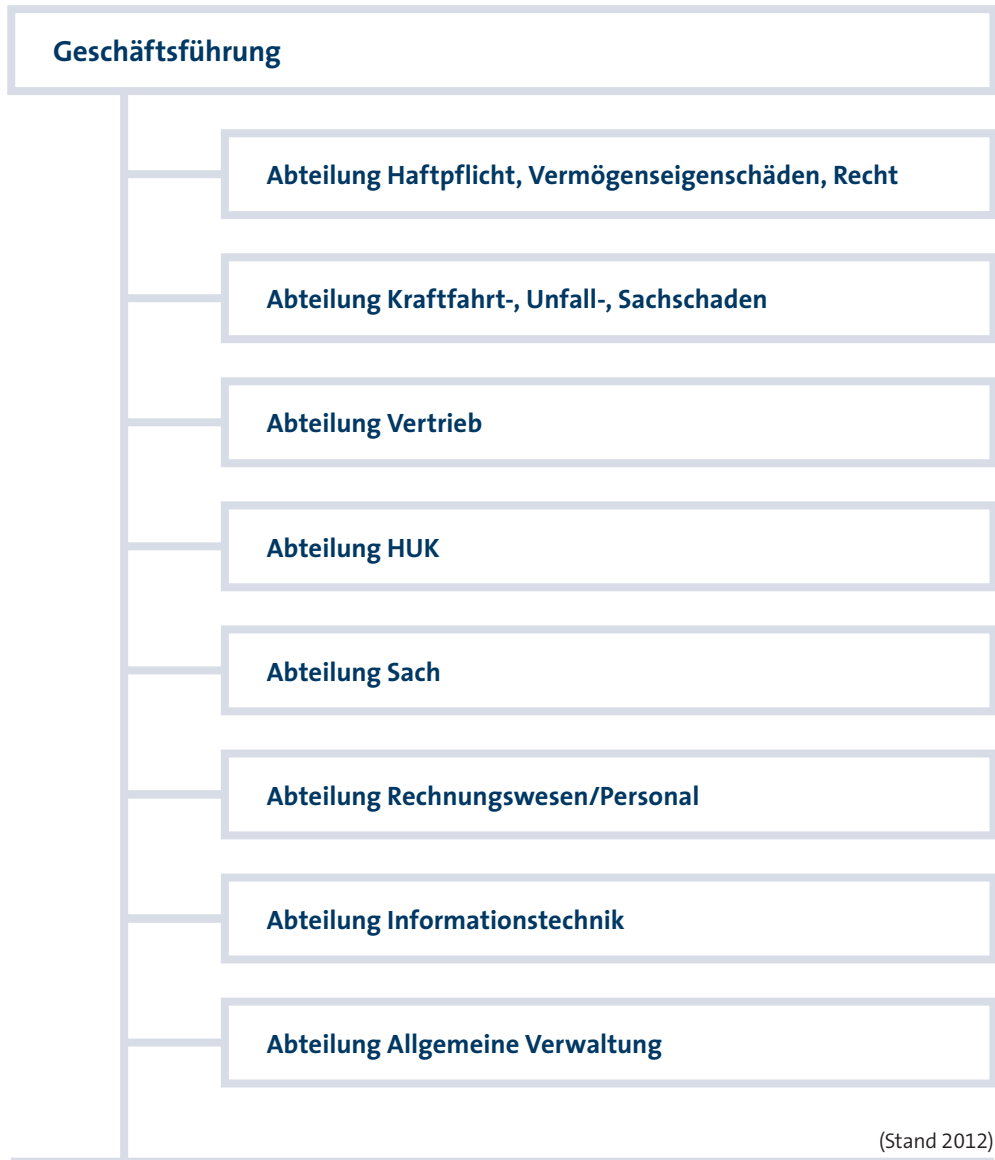 Geschäftsführung
Abteilung Haftpflicht, Vermögenseigenschäden, Recht
Abteilung Kraftfahrt-, Unfall-, Sachschaden
Abteilung Vertrieb
Abteilung HUK
Abteilung Sach
Abteilung Rechnungswesen/Personal
Abteilung Informationstechnik
Abteilung Allgemeine Verwaltung
(Stand 2012)